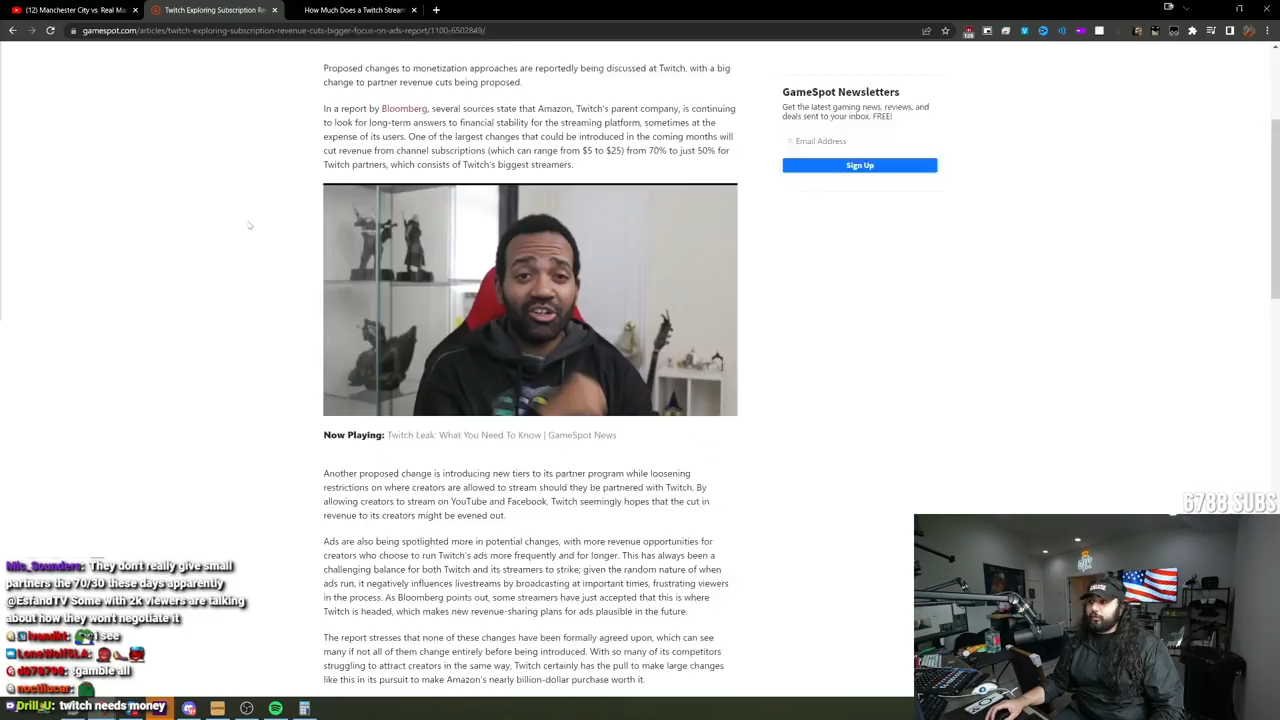 (12) Manchester City vs. Real Ma
Twitch Exploring Subscription Re
How Much Does a Twitch Stream
gamespot.com/articles/twitch-exploring-subscription-revenue-cuts-bigger-focus-on-ads-report/1100-6502849/
Proposed changes to monetization approaches are reportedly being discussed at Twitch, with a big
change to partner revenue cuts being proposed.
In a report by Bloomberg, several sources state that Amazon, Twitch's parent company, is continuing
to look for long-term answers to financial stability for the streaming platform, sometimes at the
expense of its users. One of the largest changes that could be introduced in the coming months will
cut revenue from channel subscriptions (which can range from $5 to $25) from 70% to just 50% for
Twitch partners, which consists of Twitch's biggest streamers.
GameSpot Newsletters
Get the latest gaming news, reviews, and
deals sent to your inbox. FREE!
Email Address
Sign Up
Now Playing: Twitch Leak: What You Need To Know | GameSpot News
Another proposed change is introducing new tiers to its partner program while loosening
restrictions on where creators are allowed to stream should they be partnered with Twitch. By
allowing creators to stream on YouTube and Facebook, Twitch seemingly hopes that the cut in
revenue to its creators might be evened out.
Ads are also being spotlighted more in potential changes, with more revenue opportunities for
creators who choose to run Twitch's ads more frequently and for longer. This has always been a
challenging balance for both Twitch and its streamers to strike; given the random nature of when
ads run, it negatively influences livestreams by broadcasting at important times, frustrating viewers
in the process. As Bloomberg points out, some streamers have just accepted that this is where
Twitch is headed, which makes new revenue-sharing plans for ads plausible in the future.
The report stresses that none of these changes have been formally agreed upon, which can see
many if not all of them change entirely before being introduced. With so many of its competitors
struggling to attract creators in the same way, Twitch certainly has the pull to make large changes
like this in its pursuit to make Amazon's nearly billion-dollar purchase worth it.
6788 SUBS
Mic_Sounders: They don't really give small
partners the 70/30 these days apparently
@EsfandTV Some with 2k viewers are talking
about how they won't negotiate it
ivandkt: i see
LoneWolfSLA:
d079798: !gamble all
noctilucar:
Drill_U: twitch needs money